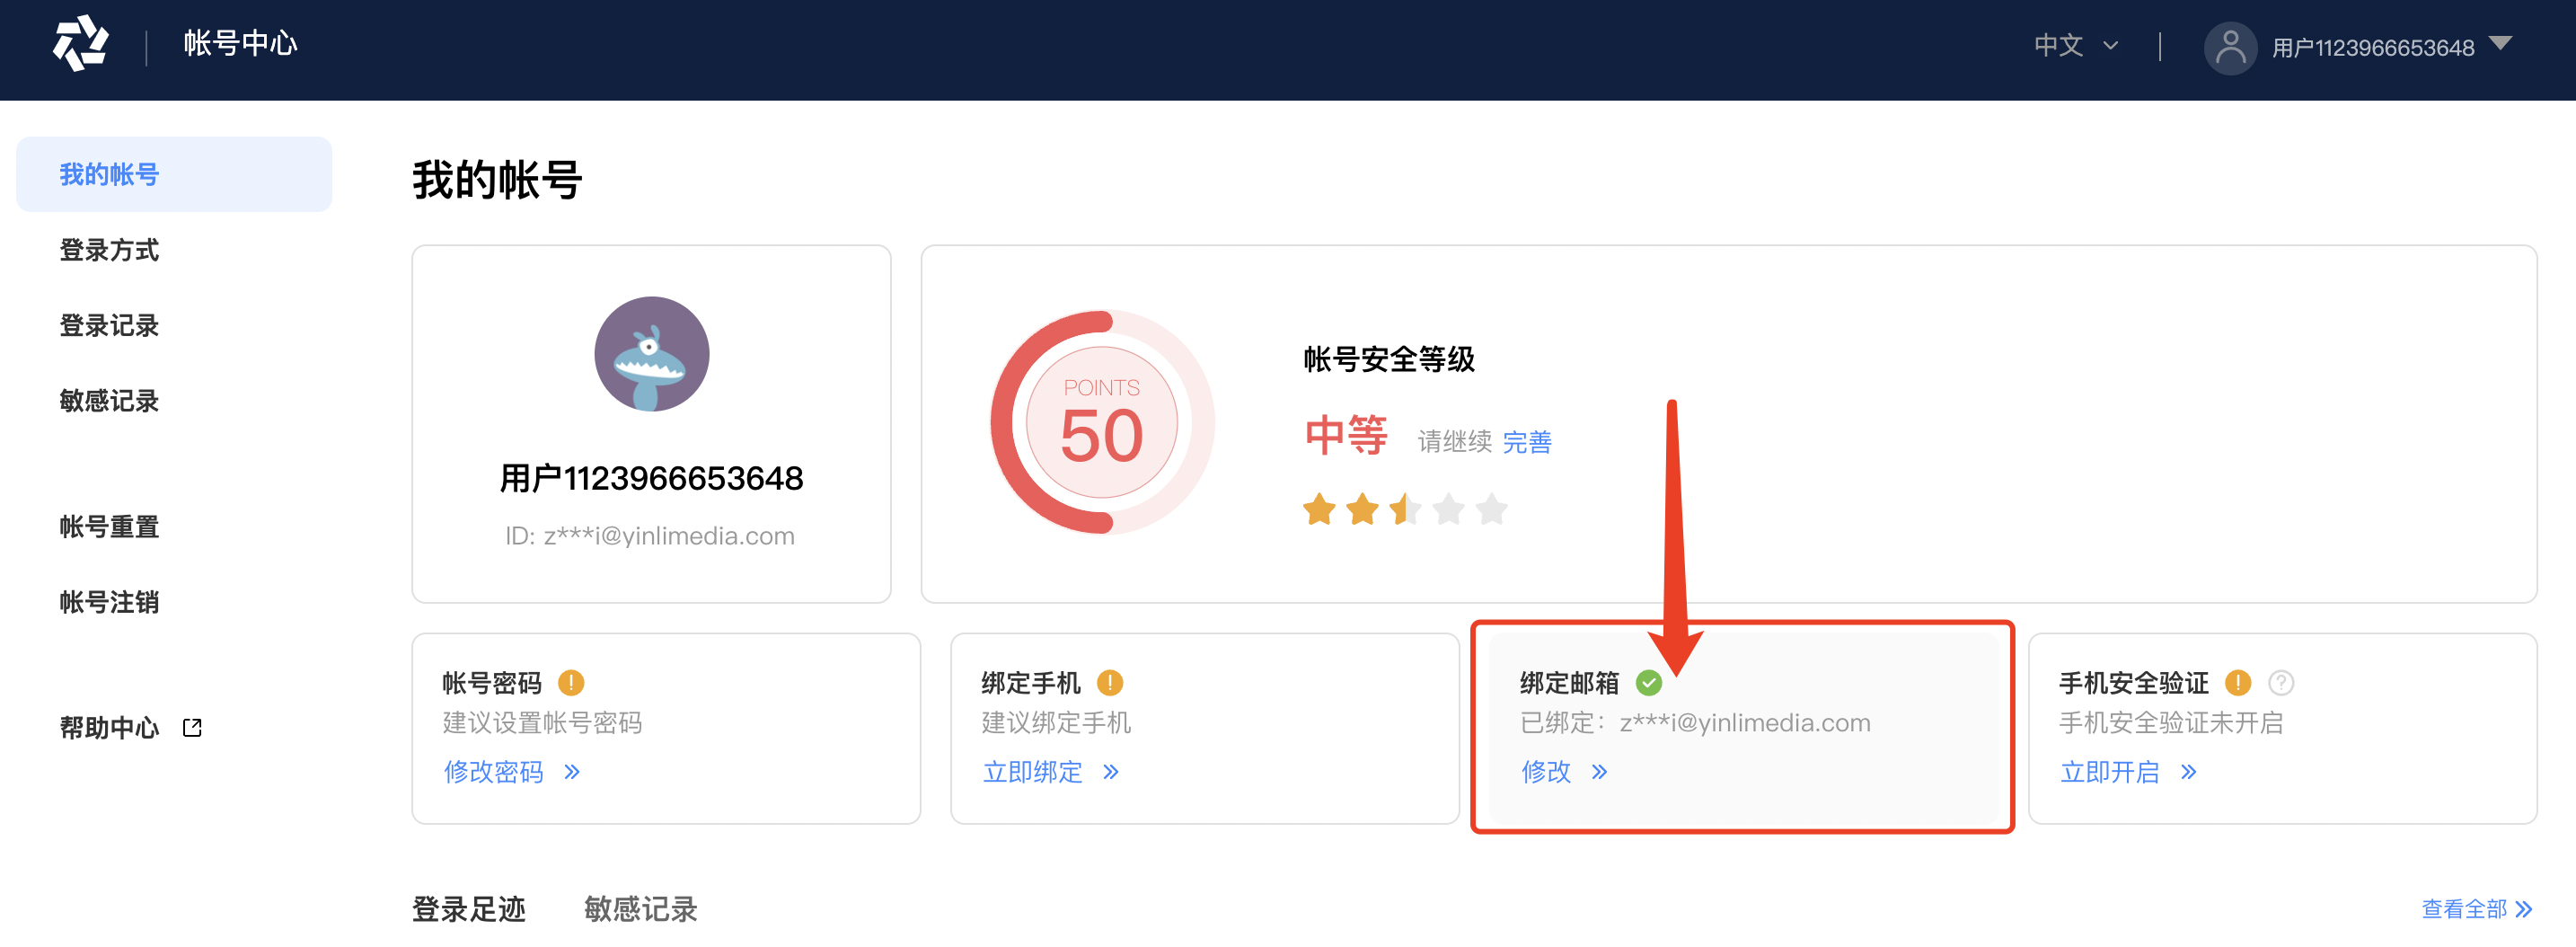 帐号中心
中文
用户1123966653648
我的帐号
登录方式
登录记录
敏感记录
帐号重置
帐号注销
帮助中心
我的帐号
用户1123966653648
ID: z***i@yinlimedia.com
POINTS
50
帐号安全等级
中等 请继续 完善
帐号密码
建议设置帐号密码
修改密码
绑定手机
建议绑定手机
立即绑定
绑定邮箱
已绑定：z***i@yinlimedia.com
修改
手机安全验证
手机安全验证未开启
立即开启
登录足迹 敏感记录
查看全部